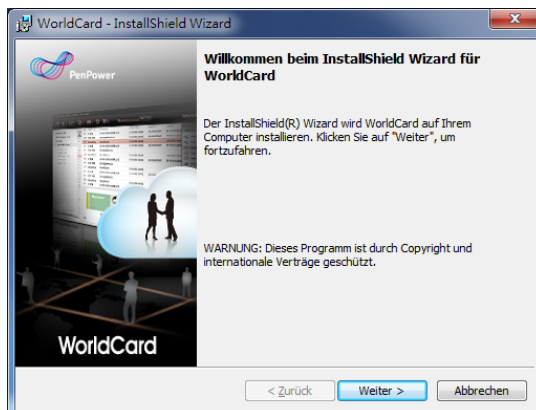 WorldCard - InstallShield Wizard
PenPower
Willkommen beim InstallShield Wizard für
WorldCard
Der InstallShield(R) Wizard wird WorldCard auf Ihrem
Computer installieren. Klicken Sie auf "Weiter", um
fortzufahren.
WARNUNG: Dieses Programm ist durch Copyright und
internationale Verträge geschützt.
WorldCard
< Zurück
Weiter >
Abbrechen